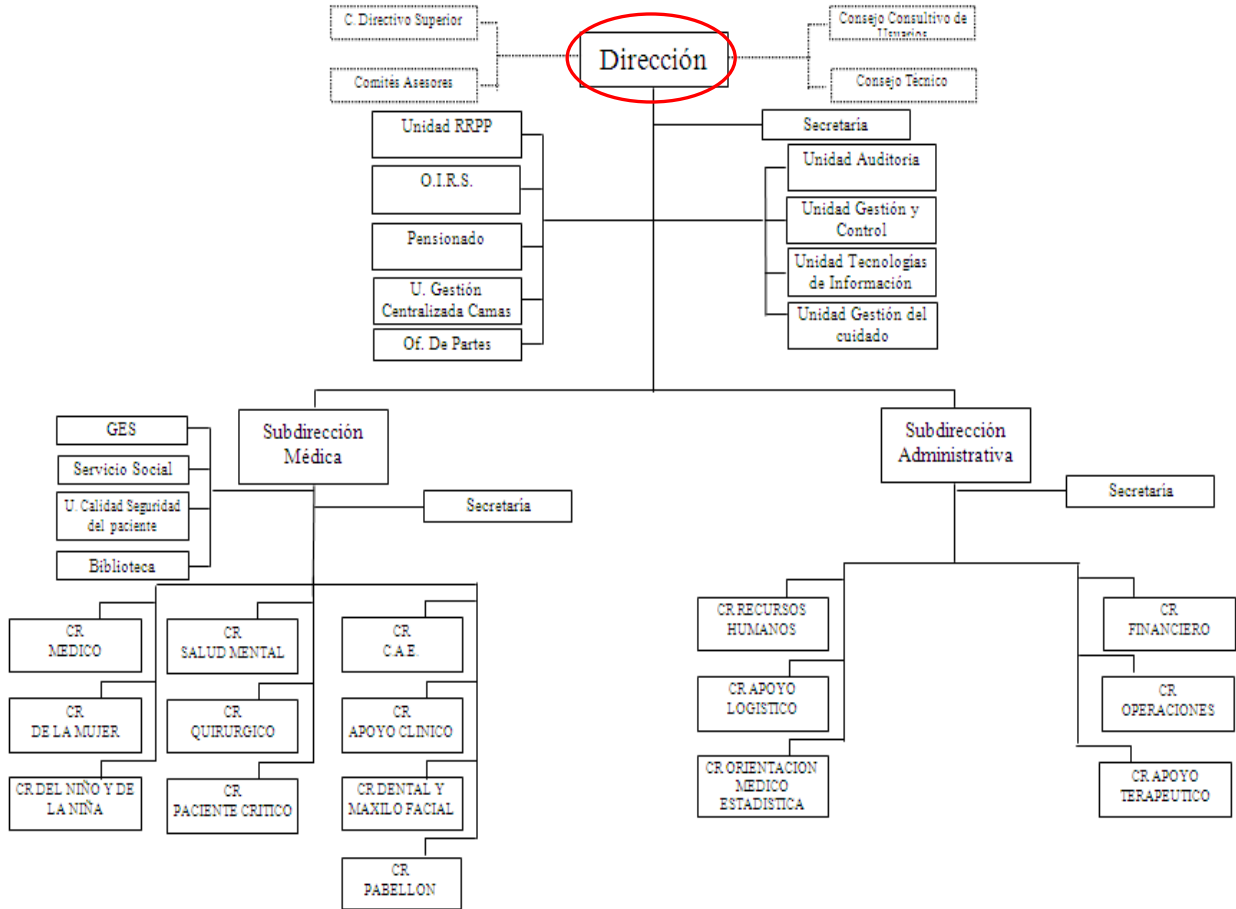 C. Directivo Superior
Consejo Consultivo de
Usuarios
Dirección
Comités Asesores
Consejo Técnico
Unidad RRPP
Secretaría
O.I.R.S.
Unidad Auditoria
Pensionado
Unidad Gestión y
Control
U. Gestión
Centralizada Camas
Unidad Tecnologías
de Información
Of. De Partes
Unidad Gestión del
cuidado
Subdirección
Médica
Subdirección
Administrativa
GES
Servicio Social
U. Calidad Seguridad
del paciente
Biblioteca
Secretaría
Secretaría
CR
MEDICO
CR
SALUD MENTAL
CR
C.A.E.
CR
DE LA MUJER
CR
QUIRURGICO
CR
APOYO CLINICO
CR DEL NIÑO Y DE
LA NIÑA
CR
PACIENTE CRITICO
CR DENTAL Y
MAXILO FACIAL
CR
PABELLON
CR RECURSOS
HUMANOS
CR
FINANCIERO
CR APOYO
LOGISTICO
CR
OPERACIONES
CR ORIENTACION
MEDICO
ESTADISTICA
CR APOYO
TERAPEUTICO